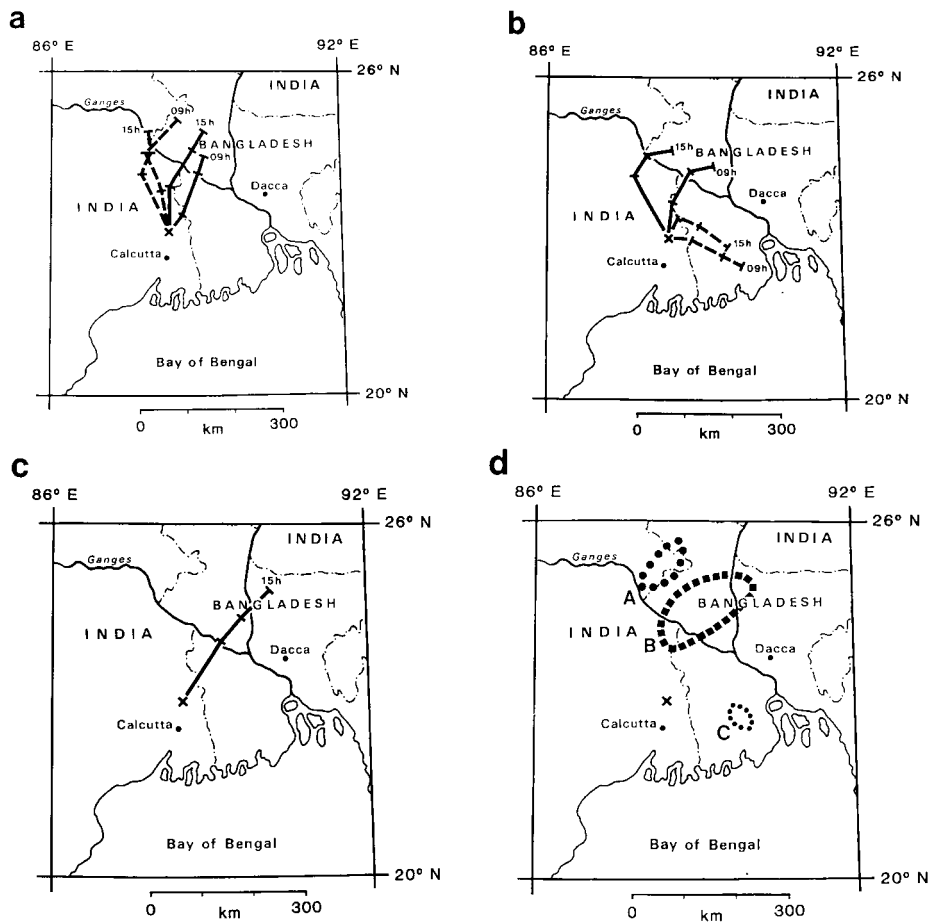 a
86° E
92° E
26° N
INDIA
Ganges
09h
15h
15h
BANGLADESH
09h
Dacca
INDIA
Calcutta
Bay of Bengal
20° N
0
300
km
b
86° E
92° E
26° N
INDIA
Ganges
15h
BANGLADESH
09h
Dacca
INDIA
15h
Calcutta
09h
Bay of Bengal
20° N
0
300
km
c
86° E
92° E
26° N
INDIA
Ganges
15h
BANGLADESH
INDIA
Dacca
Calcutta
Bay of Bengal
20° N
0
km
300
d
86° E
92° E
26° N
INDIA
Ganges
A
BANGLADESH
INDIA
B
Dacca
Calcutta
C
Bay of Bengal
20° N
0
km
300